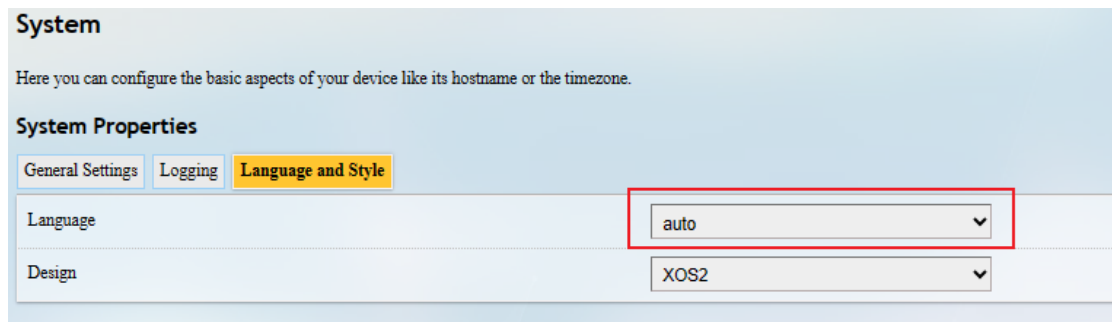 System
Here you can configure the basic aspects of your device like its hostname or the timezone.
System Properties
General Settings Logging Language and Style
Language auto
Design XOS2